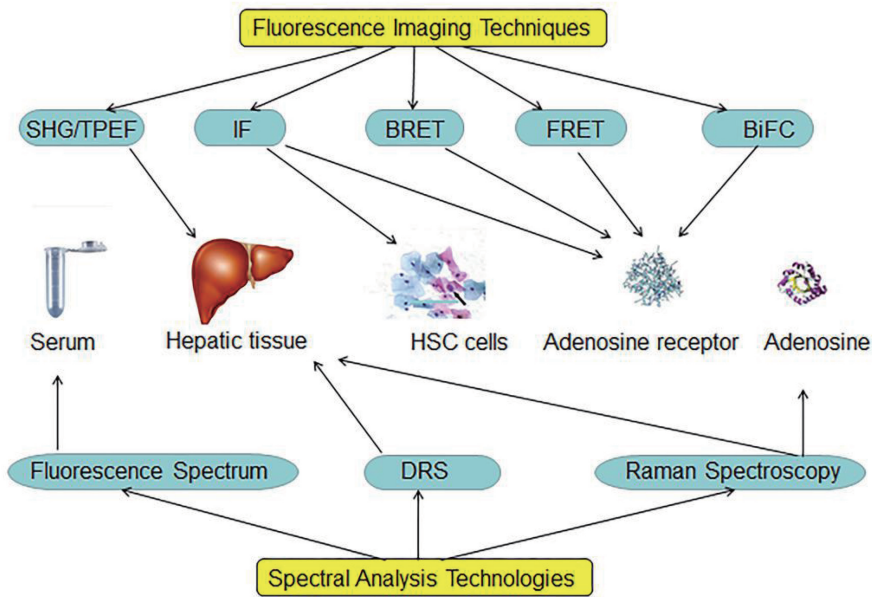 Fluorescence Imaging Techniques
SHG/TPEF
IF
BRET
FRET
BiFC
Serum
Hepatic tissue
HSC cells
Adenosine receptor
Adenosine
Fluorescence Spectrum
DRS
Raman Spectroscopy
Spectral Analysis Technologies